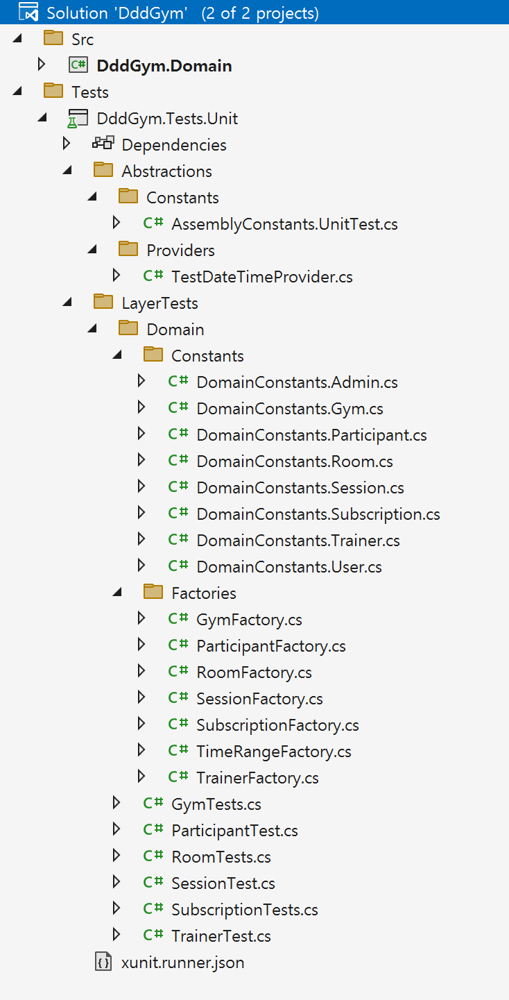 Solution 'DddGym' (2 of 2 projects)
Src
C# DddGym.Domain
Tests
DddGym.Tests.Unit
Dependencies
Abstractions
Constants
C# AssemblyConstants.UnitTest.cs
Providers
C# TestDateTimeProvider.cs
LayerTests
Domain
Constants
C# DomainConstants.Admin.cs
C# DomainConstants.Gym.cs
C# DomainConstants.Participant.cs
C# DomainConstants.Room.cs
C# DomainConstants.Session.cs
C# DomainConstants.Subscription.cs
C# DomainConstants.Trainer.cs
C# DomainConstants.User.cs
Factories
C# GymFactory.cs
C# ParticipantFactory.cs
C# RoomFactory.cs
C# SessionFactory.cs
C# SubscriptionFactory.cs
C# TimeRangeFactory.cs
C# TrainerFactory.cs
C# GymTests.cs
C# ParticipantTest.cs
C# RoomTests.cs
C# SessionTest.cs
C# SubscriptionTests.cs
C# TrainerTest.cs
xunit.runner.json